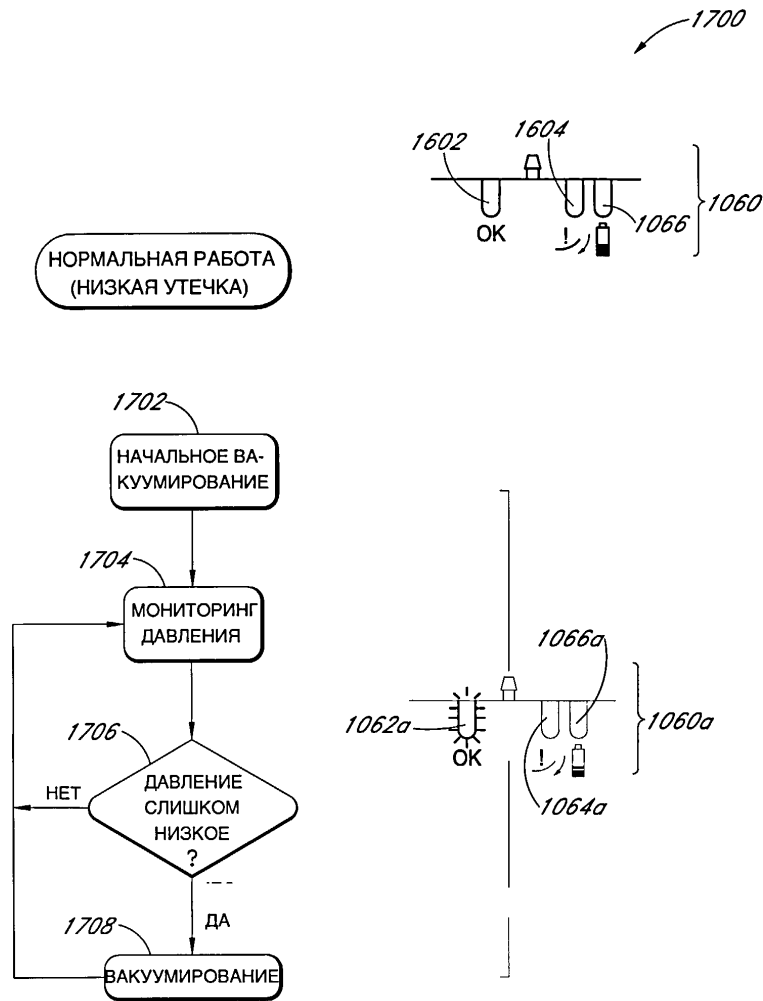 1700
1602
1604
1066
1060
OK
!
НОРМАЛЬНАЯ РАБОТА
(НИЗКАЯ УТЕЧКА)
1702
НАЧАЛЬНОЕ ВА-
КУУМИРОВАНИЕ
1704
МОНИТОРИНГ
ДАВЛЕНИЯ
1066a
1062a
1060a
OK
!
1064a
1706
ДАВЛЕНИЕ
СЛИШКОМ
НИЗКОЕ
?
НЕТ
ДА
1708
ВАКУУМИРОВАНИЕ